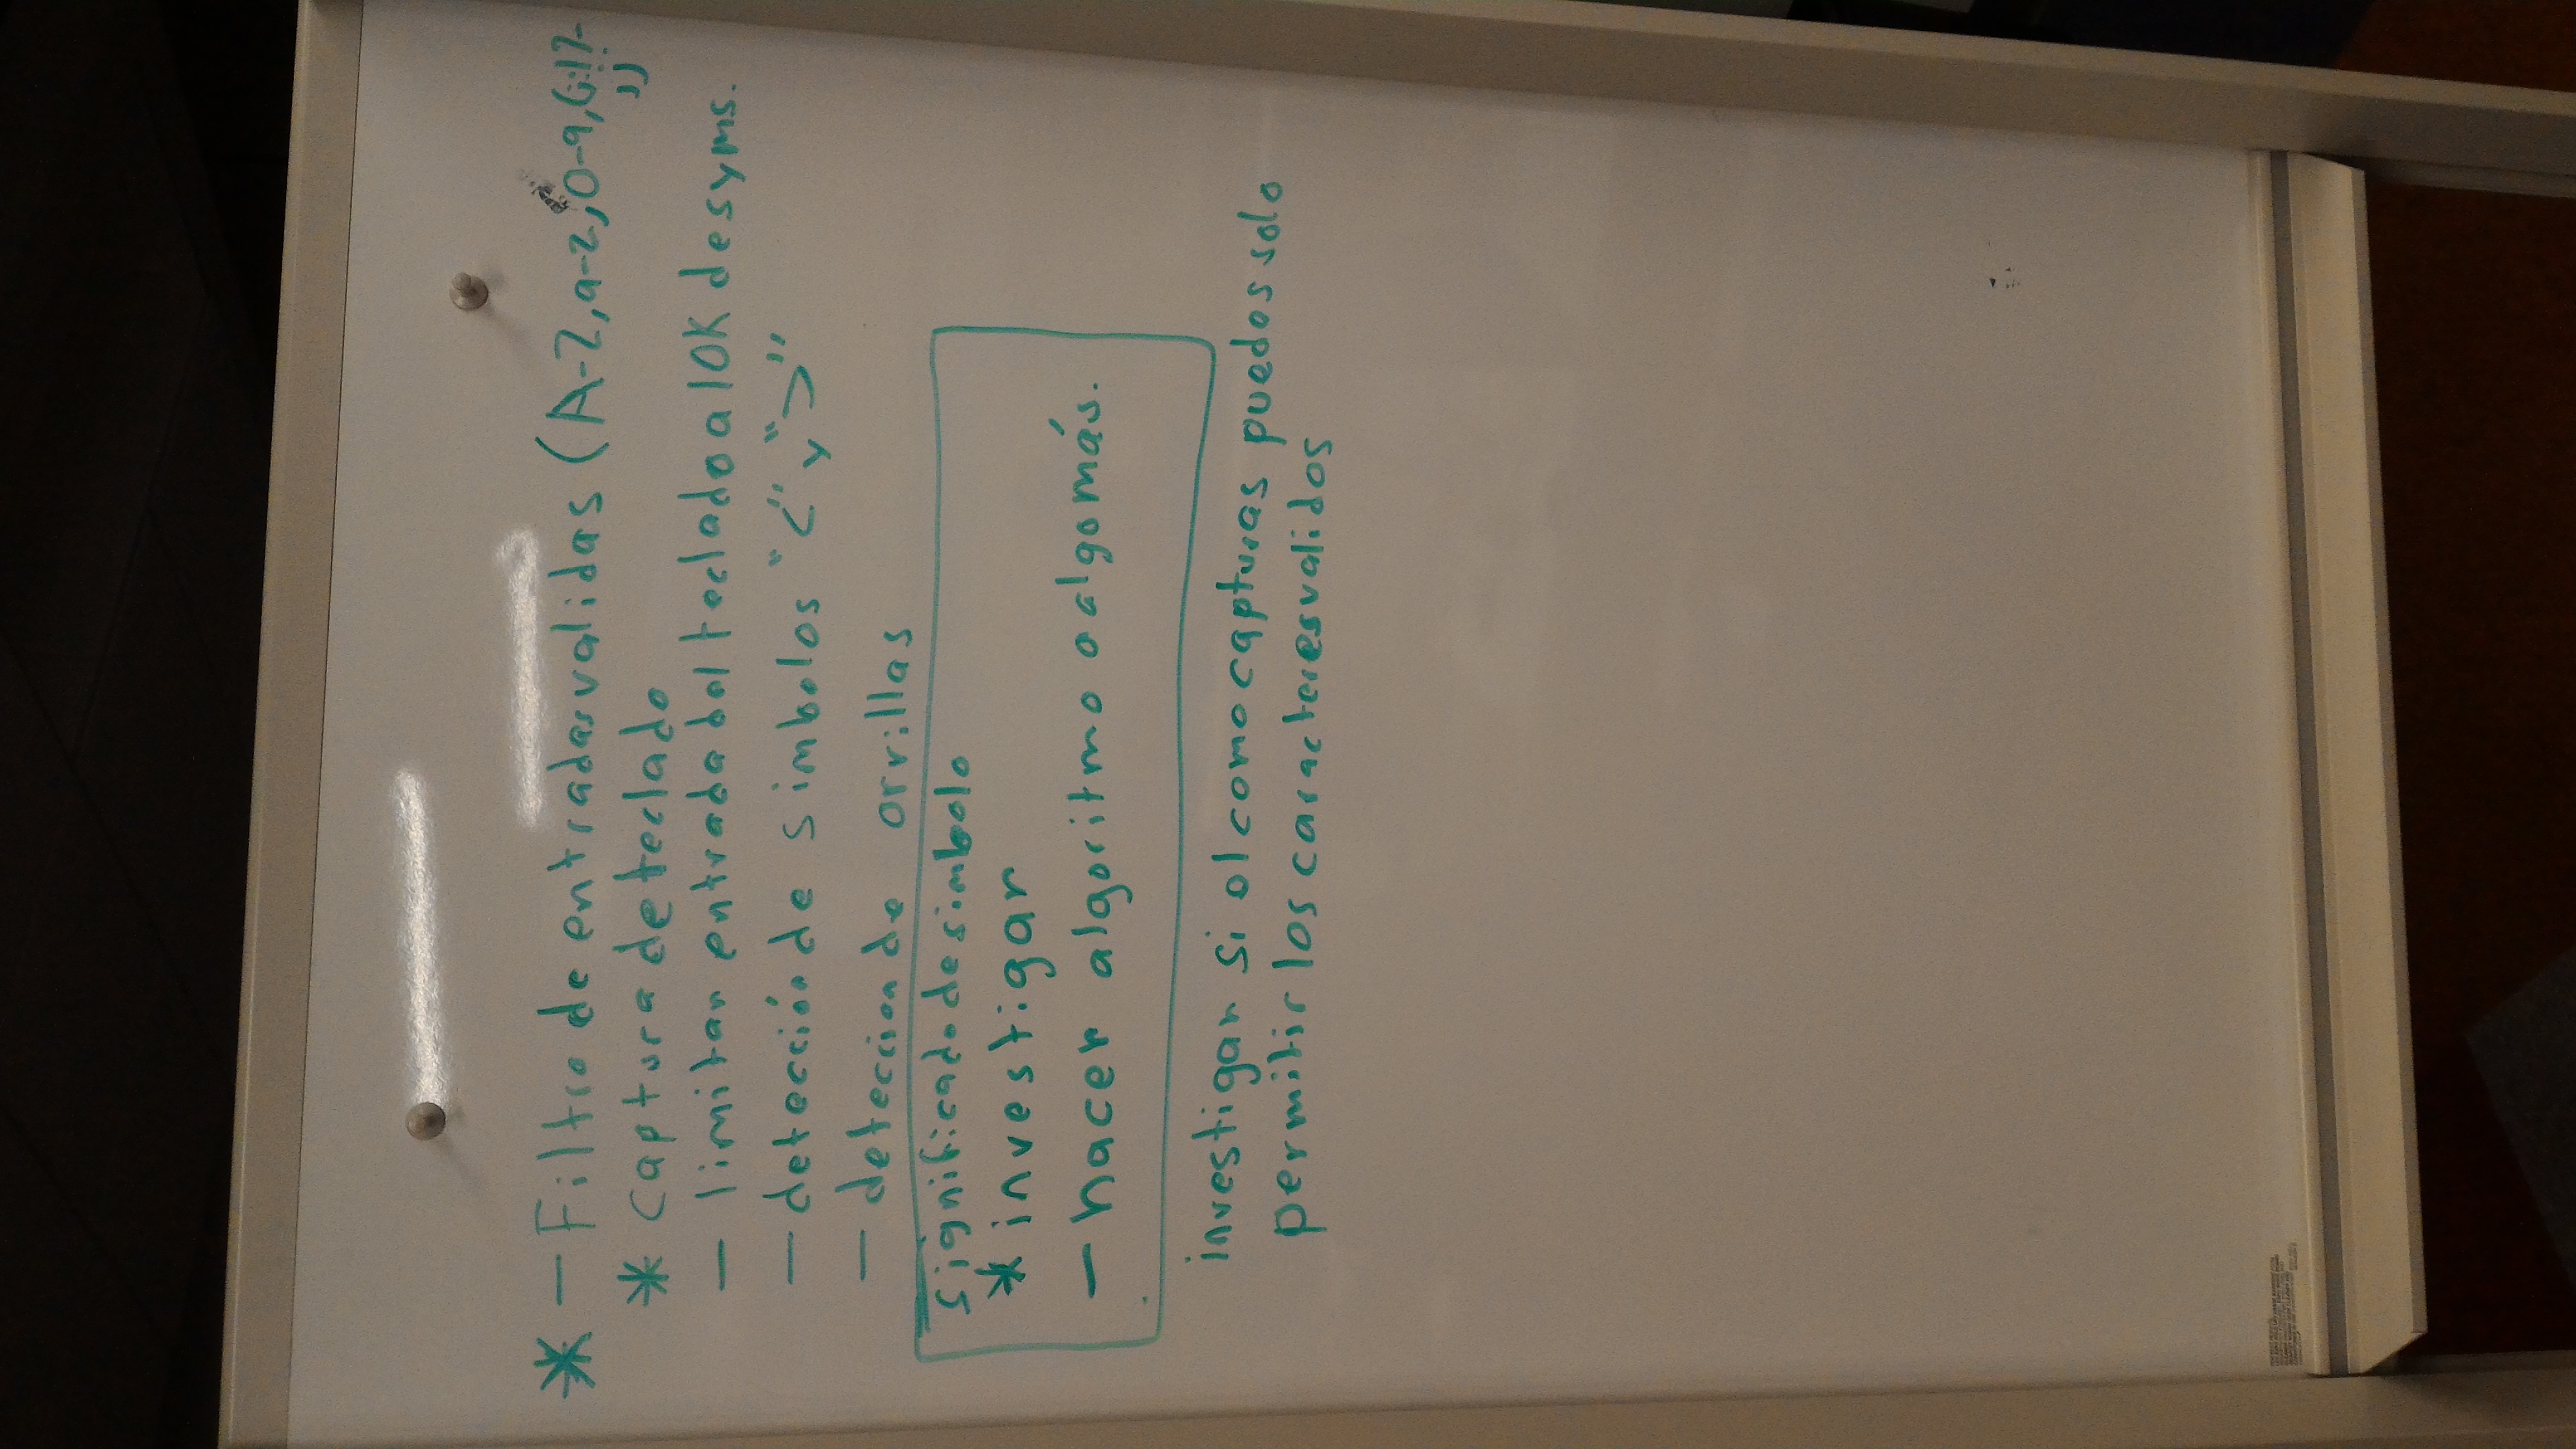 * — Filtro de entradas validas (A-Z, a-z, 0-9, (:!?-
* captura de teclado
— limitar entrada del teclado a 10K de syms.
— detección de simbolos "<" y ">"
— deteccion de orrillas
significado de simbolo
* investigar
— hacer algoritmo o algo más.
investigar si el como capturas puedes solo
permitir los caracteres validos